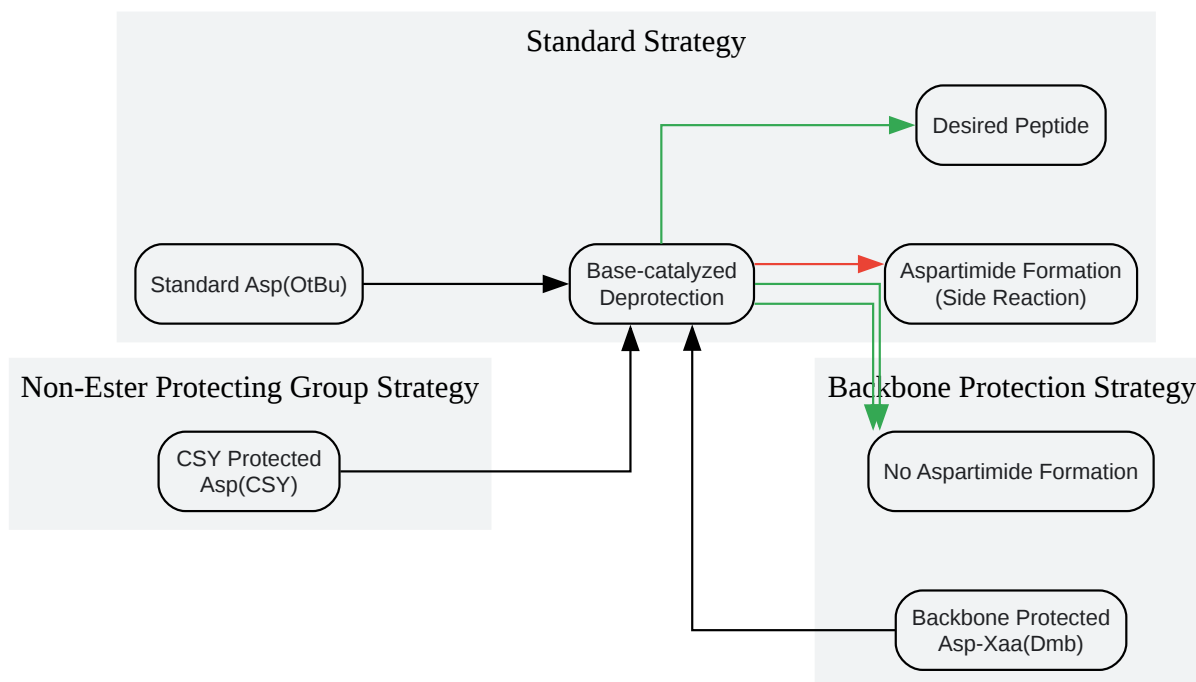 Standard Strategy
Desired Peptide
Standard Asp(OtBu)
Base-catalyzed
Deprotection
Aspartimide Formation
(Side Reaction)
Non-Ester Protecting Group Strategy
CSY Protected
Asp(CSY)
Backbone Protection Strategy
No Aspartimide Formation
Backbone Protected
Asp-Xaa(Dmb)